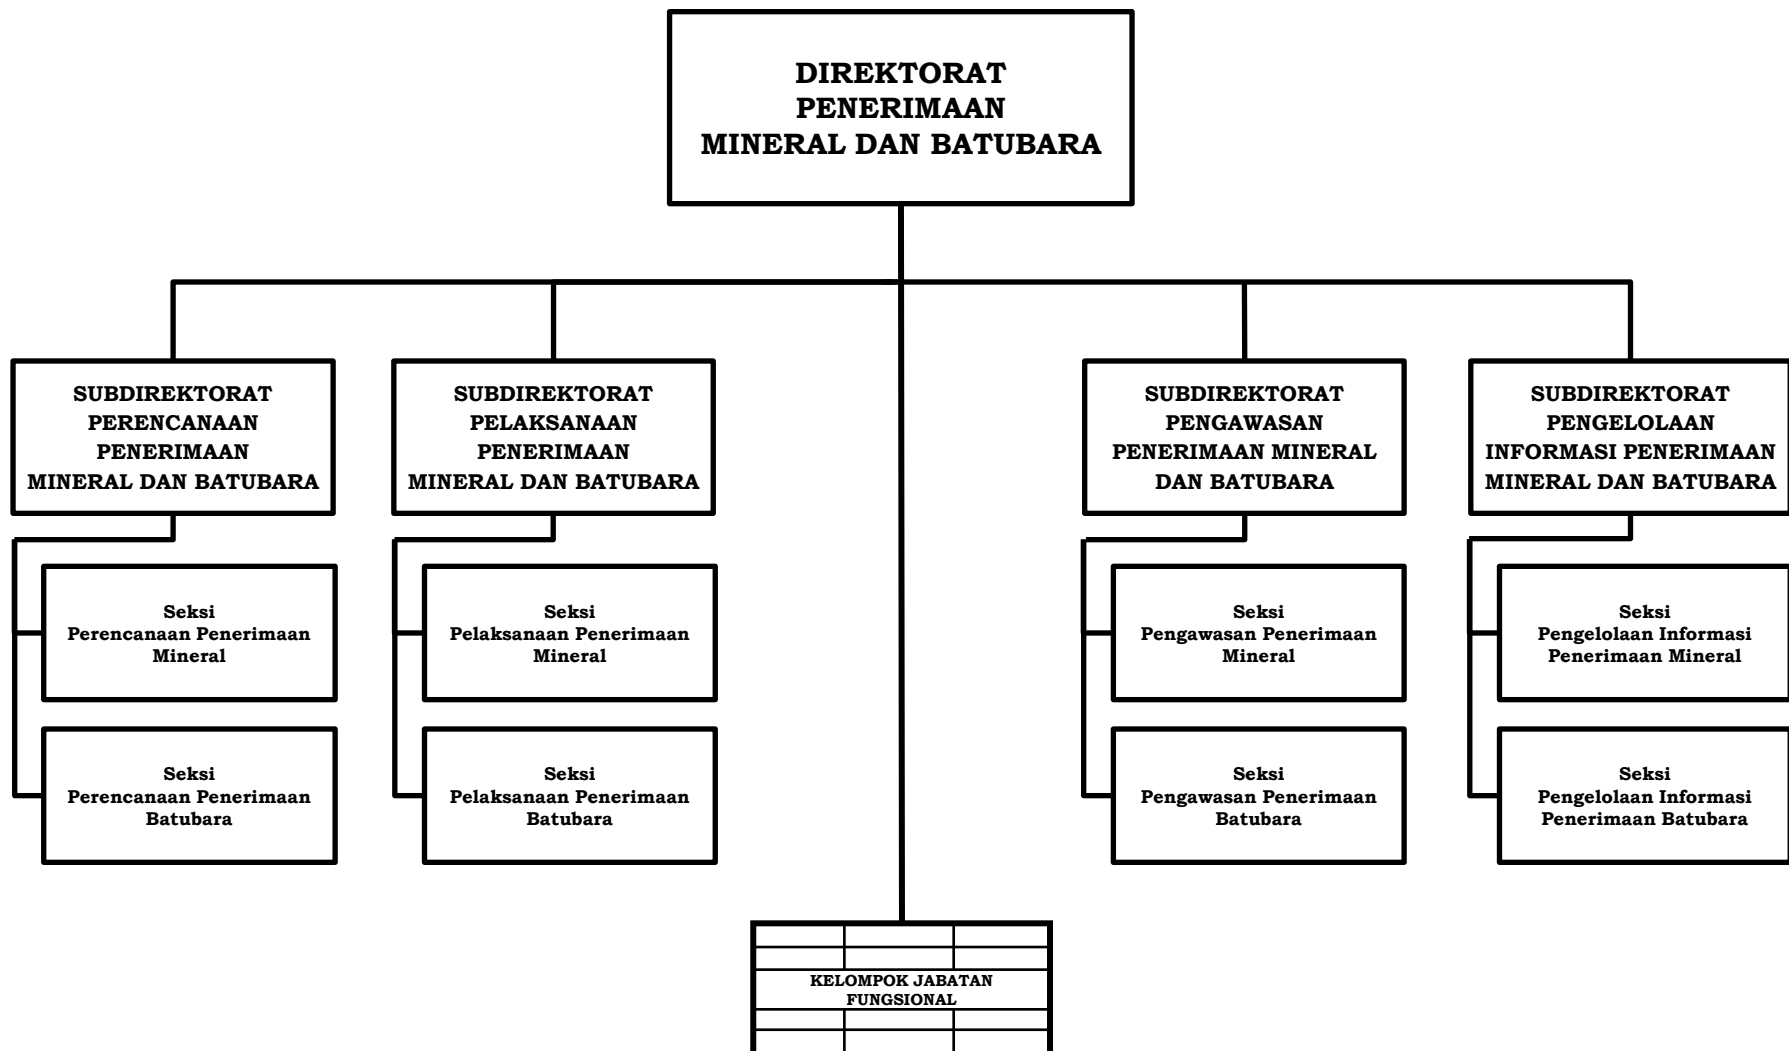 DIREKTORAT
PENERIMAAN
MINERAL DAN BATUBARA
SUBDIREKTORAT
PERENCANAAN
PENERIMAAN
MINERAL DAN BATUBARA
SUBDIREKTORAT
PELAKSANAAN
PENERIMAAN
MINERAL DAN BATUBARA
SUBDIREKTORAT
PENGAWASAN
PENERIMAAN MINERAL
DAN BATUBARA
SUBDIREKTORAT
PENGELOLAAN
INFORMASI PENERIMAAN
MINERAL DAN BATUBARA
Seksi
Perencanaan Penerimaan
Mineral
Seksi
Pelaksanaan Penerimaan
Mineral
Seksi
Pengawasan Penerimaan
Mineral
Seksi
Pengelolaan Informasi
Penerimaan Mineral
Seksi
Perencanaan Penerimaan
Batubara
Seksi
Pelaksanaan Penerimaan
Batubara
Seksi
Pengawasan Penerimaan
Batubara
Seksi
Pengelolaan Informasi
Penerimaan Batubara
KELOMPOK JABATAN
FUNGSIONAL